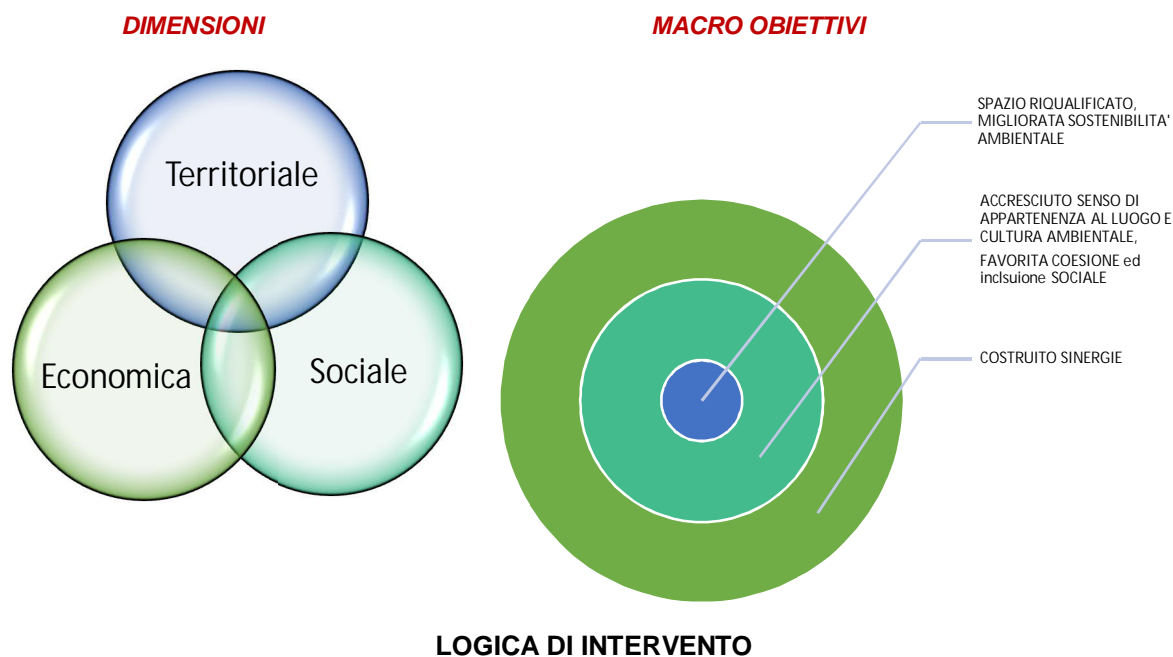 DIMENSIONI
MACRO OBIETTIVI
Territoriale
Economica
Sociale
SPAZIO RIQUALIFICATO,
MIGLIORATA SOSTENIBILITA'
AMBIENTALE
ACCRESCIUTO SENSO DI
APPARTENENZA AL LUOGO E
CULTURA AMBIENTALE,
FAVORITA COESIONE ed
inclsuione SOCIALE
COSTRUITO SINERGIE
LOGICA DI INTERVENTO